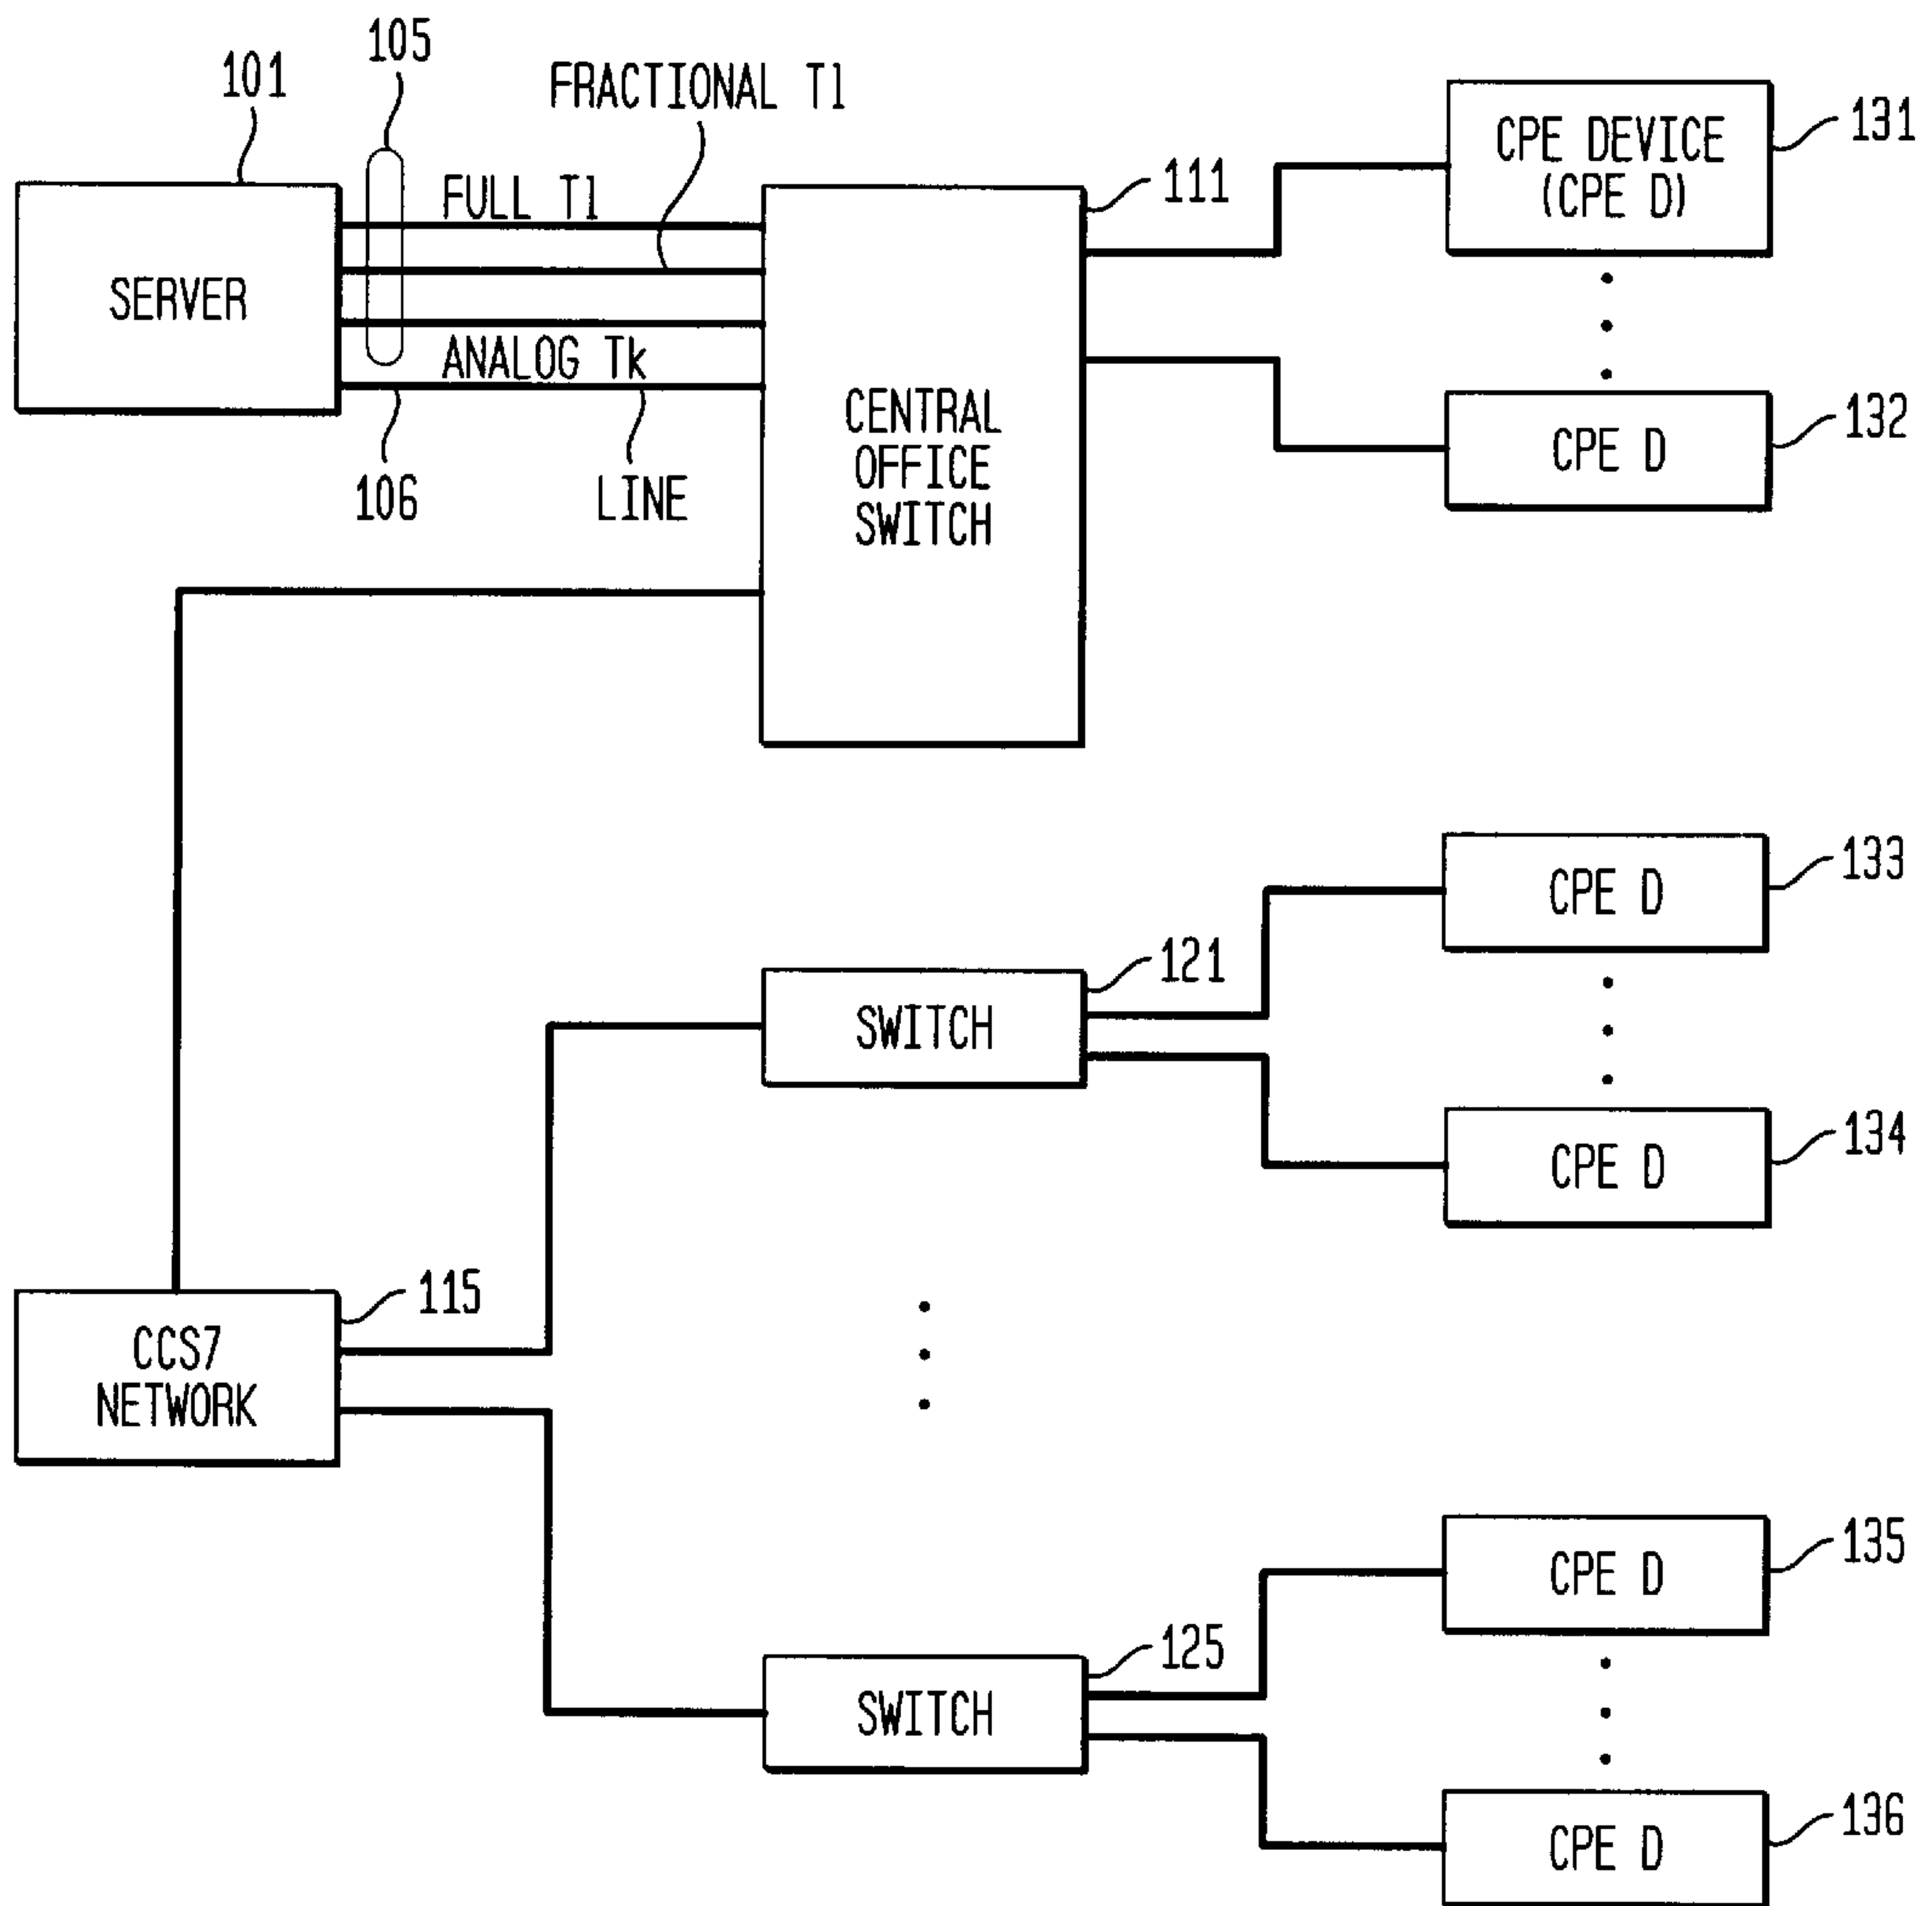 105
101
FRACTIONAL T1
131
CPE DEVICE
(CPE D)
111
FULL T1
SERVER
ANALOG Tk
CENTRAL
OFFICE
SWITCH
132
CPE D
106
LINE
133
CPE D
121
SWITCH
134
CPE D
115
CCS7
NETWORK
135
CPE D
125
SWITCH
136
CPE D